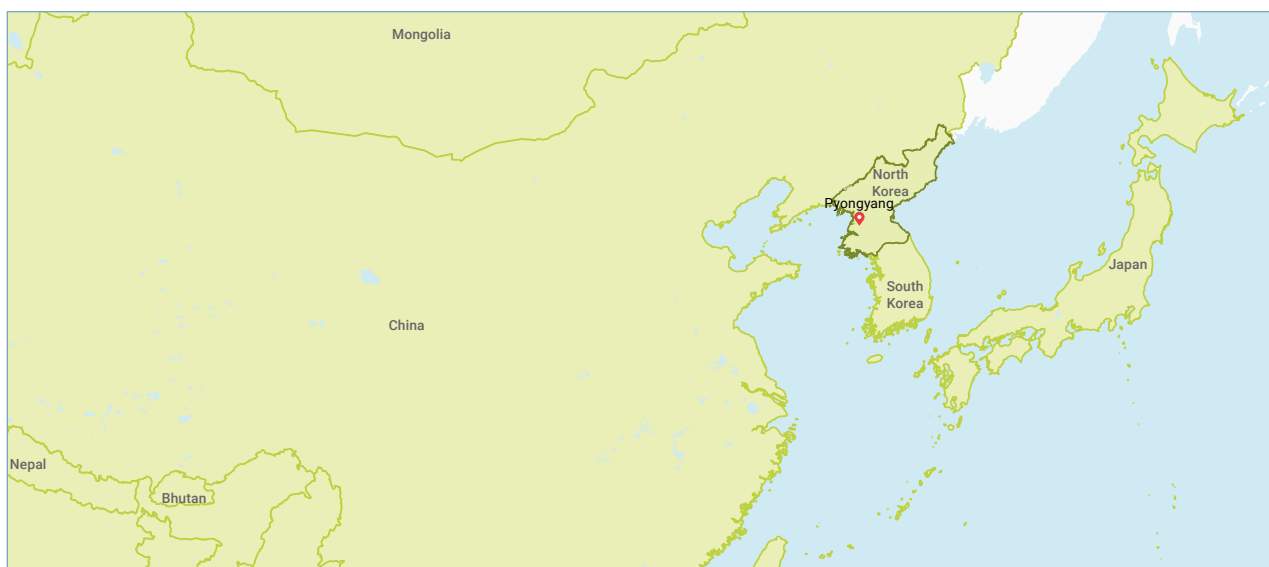 Mongolia
North
Korea
Pyongyang
Japan
South
Korea
China
Nepal
Bhutan